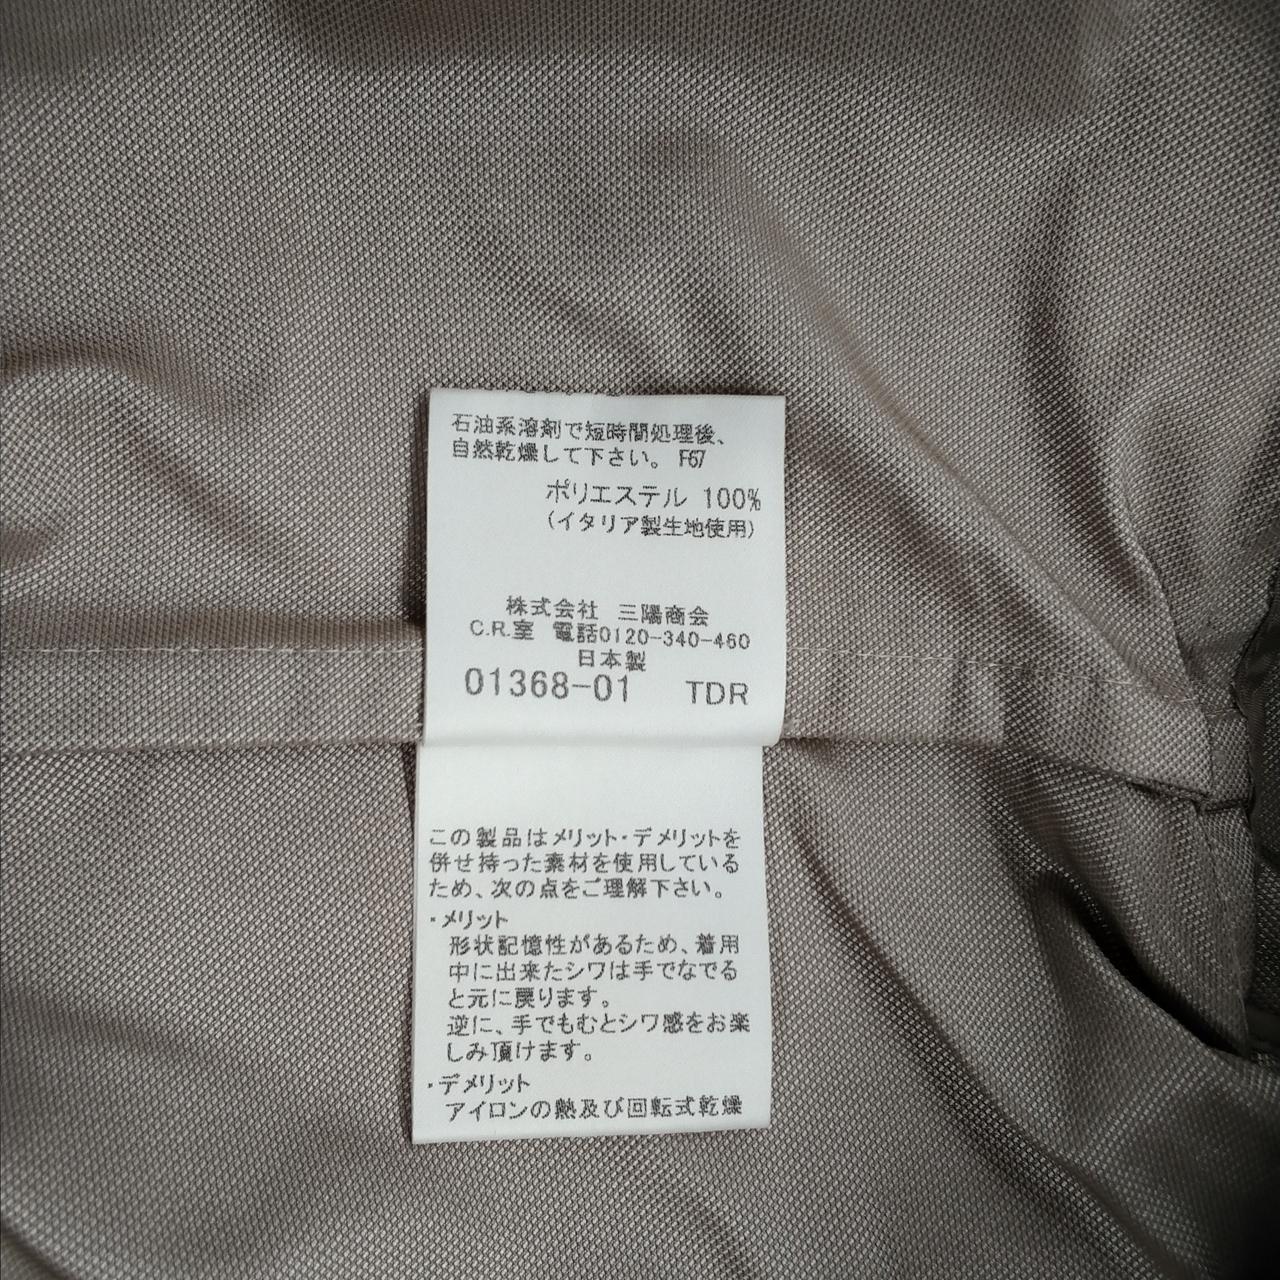 石油系溶剤で短時間処理後、
自然乾燥して下さい。 F67
ポリエステル 100%
(イタリア製生地使用)
株式会社 三陽商会
C.R.室 電話0120-340-460
日本製
01368-01 TDR
この製品はメリット・デメリットを
併せ持った素材を使用している
ため、次の点をご理解下さい。
・メリット
形状記憶性があるため、着用
中に出来たシワは手でなでる
と元に戻ります。
逆に、手でもむとシワ感をお楽
しみ頂けます。
・デメリット
アイロンの熱及び回転式乾燥